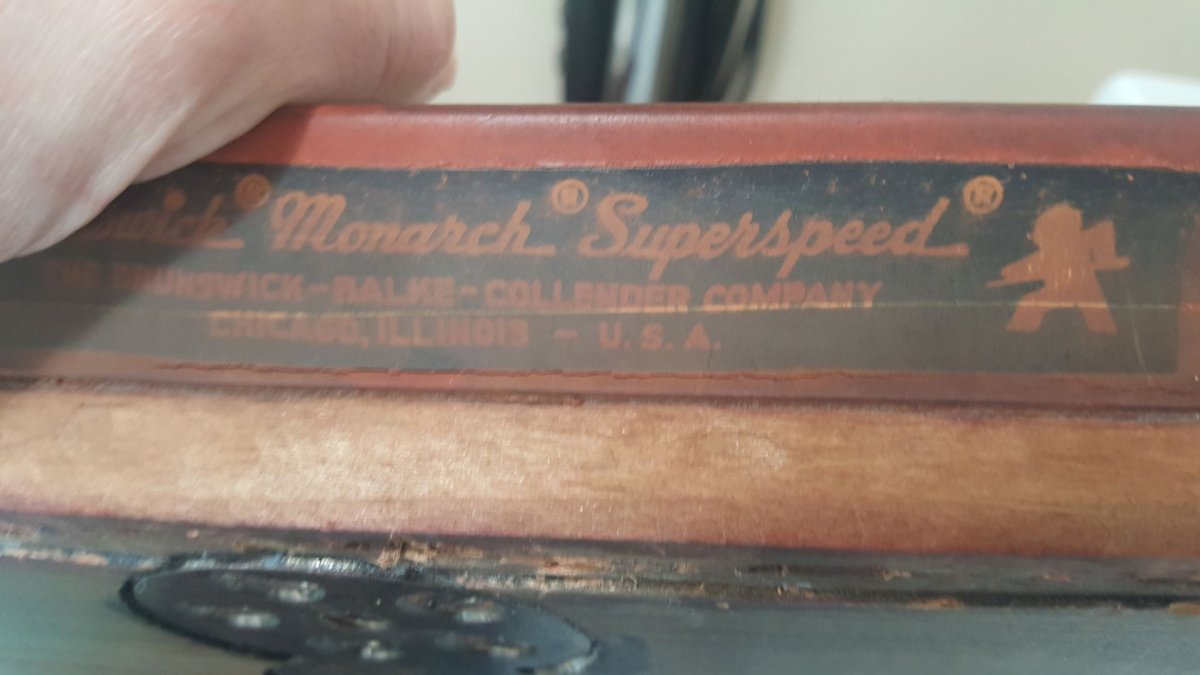 Monarch® Superspeed®
BRUNSWICK-BALKE-COLLENDER COMPANY
CHICAGO, ILLINOIS - U.S.A.